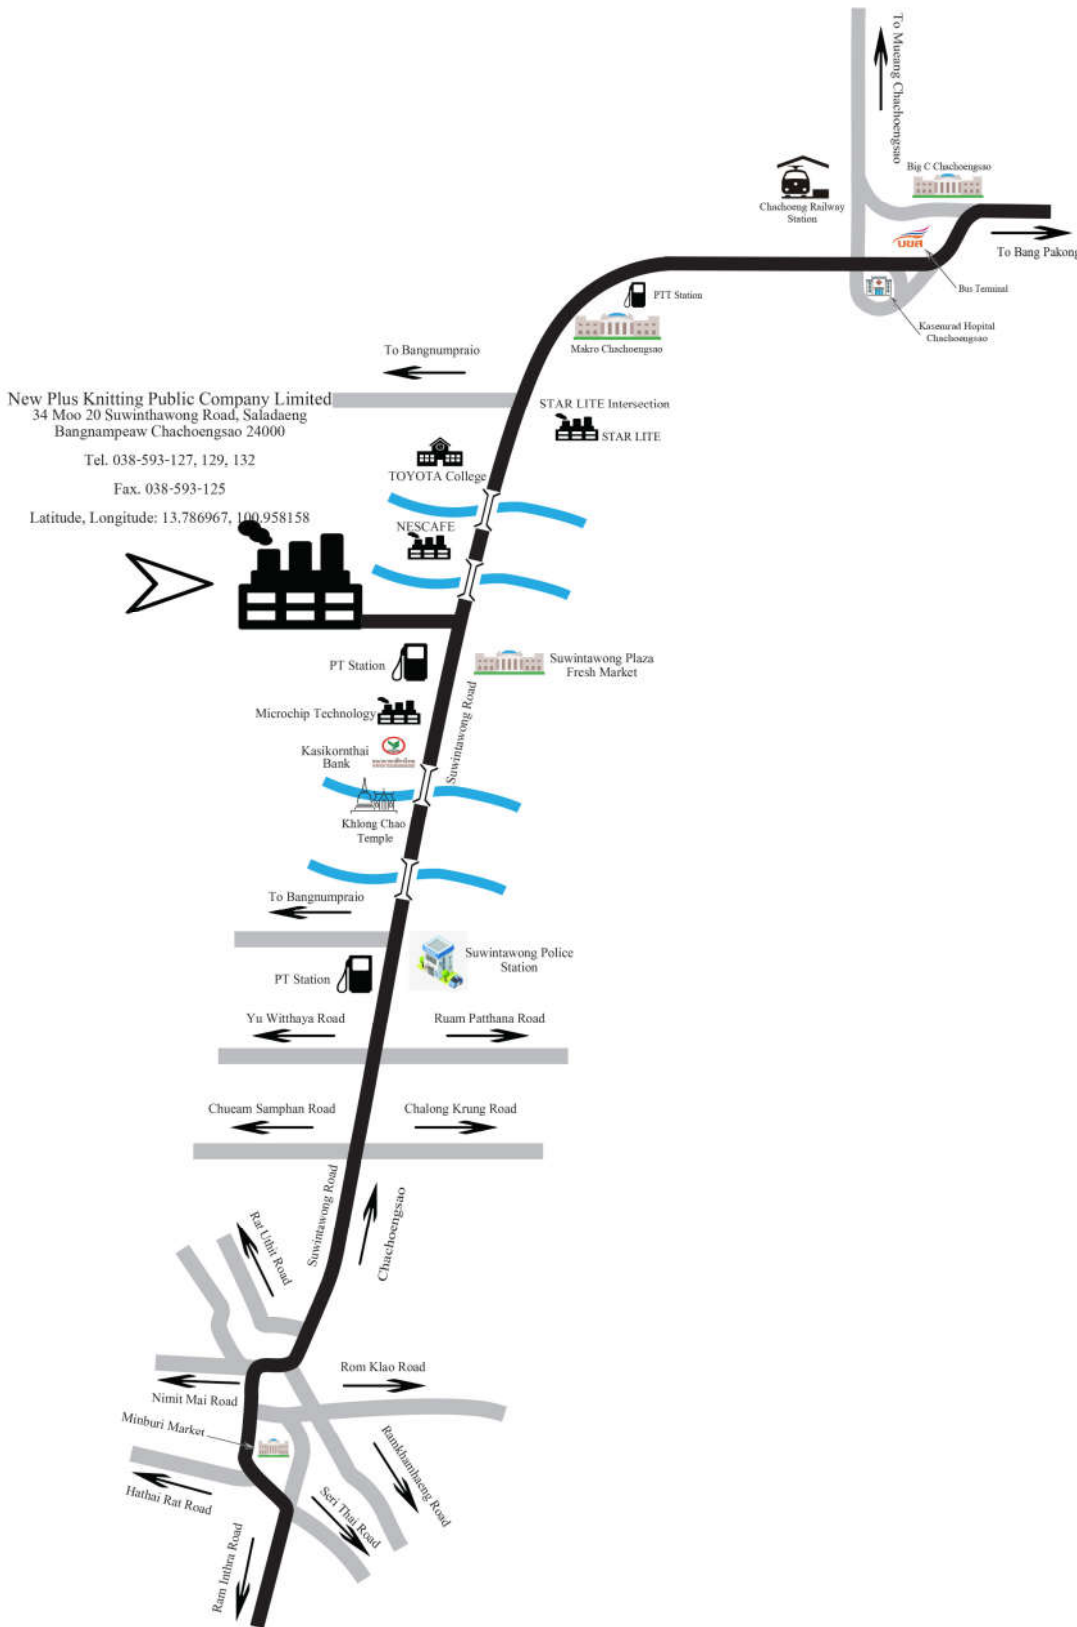 To Mueang Chachoengsao
Big C Chachoengsao
Chachoeng Railway
Station
บขส
To Bang Pakong
Bus Terminal
PTT Station
Kasemrad Hopital
Chachoengsao
Makro Chachoengsao
To Bangnumpraio
New Plus Knitting Public Company Limited
34 Moo 20 Suwinthawong Road, Saladaeng
Bangnampeaw Chachoengsao 24000
Tel. 038-593-127, 129, 132
Fax. 038-593-125
Latitude, Longitude: 13.786967, 100.958158
STAR LITE Intersection
STAR LITE
TOYOTA College
NESCAFE
PT Station
Suwintawong Plaza
Fresh Market
Microchip Technology
Suwintawong Road
Kasikornthai
Bank
Khlong Chao
Temple
To Bangnumpraio
Suwintawong Police
Station
PT Station
Yu Witthaya Road
Ruam Patthana Road
Chueam Samphan Road
Chalong Krung Road
Suwintawong Road
Chachoengsao
Rat Uthit Road
Rom Klao Road
Nimit Mai Road
Minburi Market
Ramkhamhaeng Road
Hathai Rat Road
Seri Thai Road
Ram Inthra Road